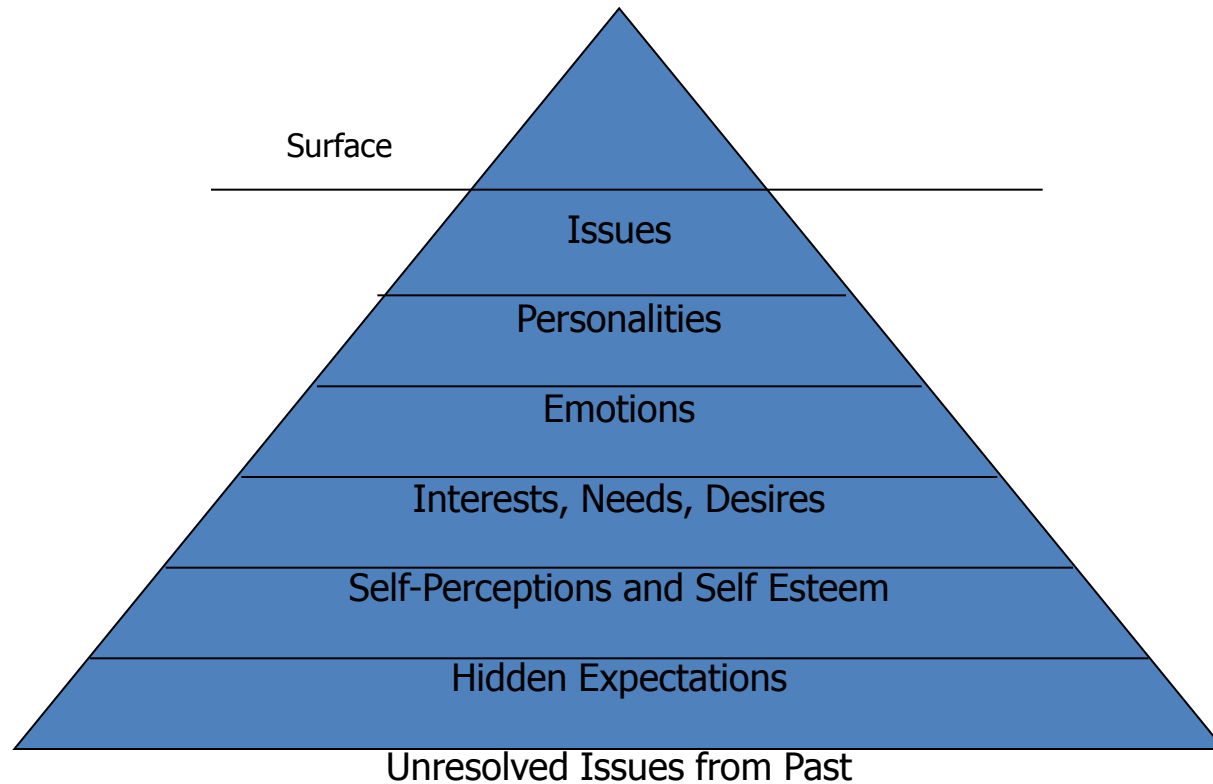 Surface
Issues
Personalities
Emotions
Interests, Needs, Desires
Self-Perceptions and Self Esteem
Hidden Expectations
Unresolved Issues from Past